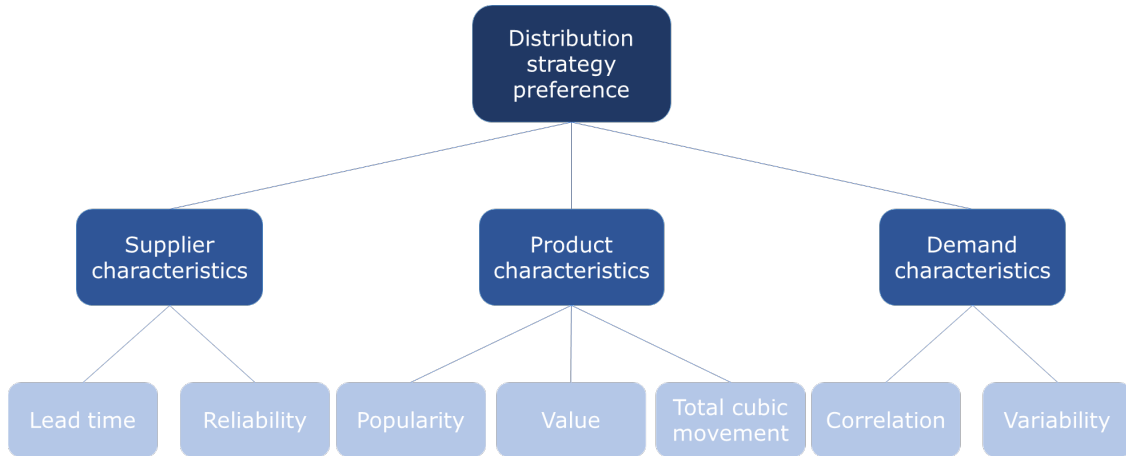 Distribution
strategy
preference
Supplier
characteristics
Product
characteristics
Demand
characteristics
Lead time
Reliability
Popularity
Value
Total cubic
movement
Correlation
Variability